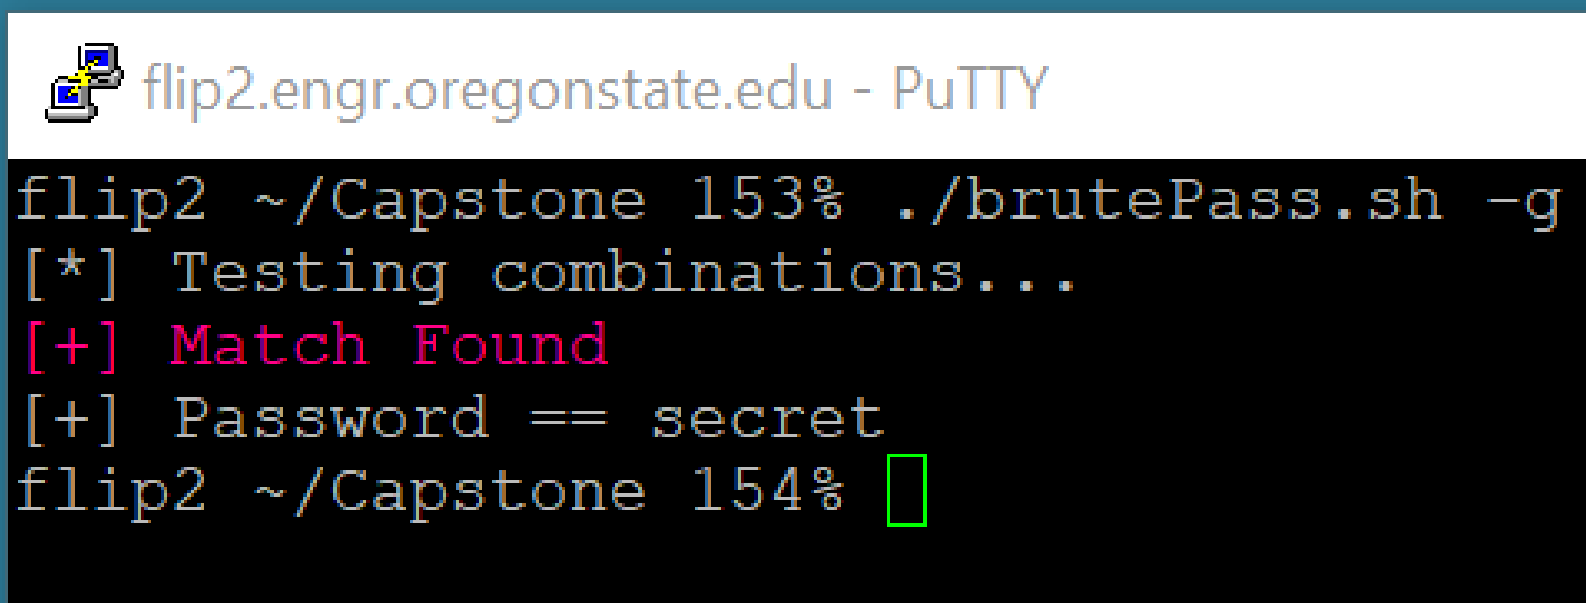 flip2.engr.oregonstate.edu - PuTTY
flip2 ~/Capstone 153% ./brutePass.sh -g
[*] Testing combinations...
[+] Match Found
[+] Password == secret
flip2 ~/Capstone 154%